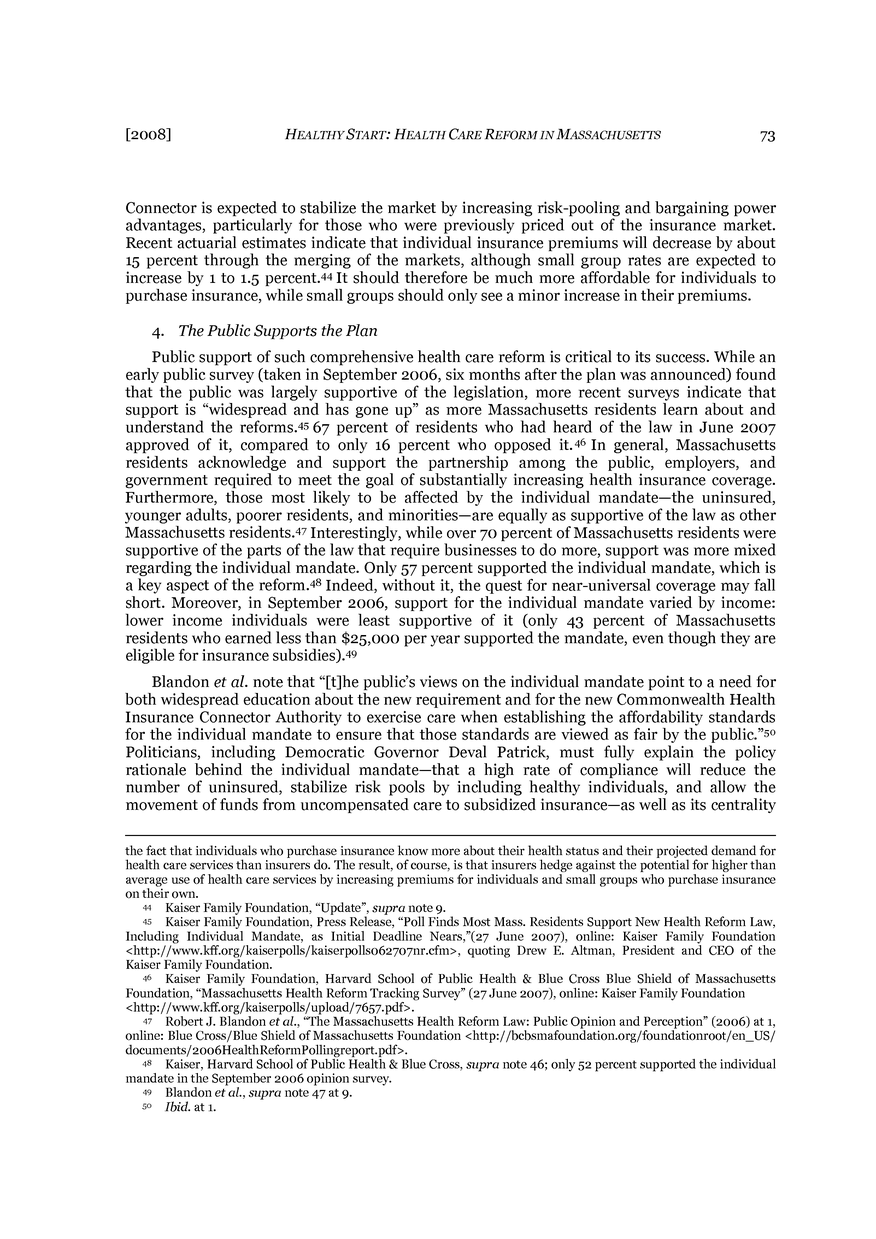 [2008] HEALTHY START: HEALTH CARE REFORM IN MASSACHUSETTS 73
Connector is expected to stabilize the market by increasing risk-pooling and bargaining power
advantages, particularly for those who were previously priced out of the insurance market.
Recent actuarial estimates indicate that individual insurance premiums will decrease by about
15 percent through the merging of the markets, although small group rates are expected to
increase by 1 to 1.5 percent.44 It should therefore be much more affordable for individuals to
purchase insurance, while small groups should only see a minor increase in their premiums.
4. The Public Supports the Plan
Public support of such comprehensive health care reform is critical to its success. While an
early public survey (taken in September 2006, six months after the plan was announced) found
that the public was largely supportive of the legislation, more recent surveys indicate that
support is “widespread and has gone up” as more Massachusetts residents learn about and
understand the reforms.45 67 percent of residents who had heard of the law in June 2007
approved of it, compared to only 16 percent who opposed it.46 In general, Massachusetts
residents acknowledge and support the partnership among the public, employers, and
government required to meet the goal of substantially increasing health insurance coverage.
Furthermore, those most likely to be affected by the individual mandate—the uninsured,
younger adults, poorer residents, and minorities—are equally as supportive of the law as other
Massachusetts residents.47 Interestingly, while over 70 percent of Massachusetts residents were
supportive of the parts of the law that require businesses to do more, support was more mixed
regarding the individual mandate. Only 57 percent supported the individual mandate, which is
a key aspect of the reform.48 Indeed, without it, the quest for near-universal coverage may fall
short. Moreover, in September 2006, support for the individual mandate varied by income:
lower income individuals were least supportive of it (only 43 percent of Massachusetts
residents who earned less than $25,000 per year supported the mandate, even though they are
eligible for insurance subsidies).49
Blandon et al. note that “[t]he public’s views on the individual mandate point to a need for
both widespread education about the new requirement and for the new Commonwealth Health
Insurance Connector Authority to exercise care when establishing the affordability standards
for the individual mandate to ensure that those standards are viewed as fair by the public.”50
Politicians, including Democratic Governor Deval Patrick, must fully explain the policy
rationale behind the individual mandate—that a high rate of compliance will reduce the
number of uninsured, stabilize risk pools by including healthy individuals, and allow the
movement of funds from uncompensated care to subsidized insurance—as well as its centrality
the fact that individuals who purchase insurance know more about their health status and their projected demand for
health care services than insurers do. The result, of course, is that insurers hedge against the potential for higher than
average use of health care services by increasing premiums for individuals and small groups who purchase insurance
on their own.
44 Kaiser Family Foundation, “Update”, supra note 9.
45 Kaiser Family Foundation, Press Release, “Poll Finds Most Mass. Residents Support New Health Reform Law,
Including Individual Mandate, as Initial Deadline Nears,”(27 June 2007), online: Kaiser Family Foundation
<http://www.kff.org/kaiserpolls/kaiserpolls062707nr.cfm>, quoting Drew E. Altman, President and CEO of the
Kaiser Family Foundation.
46 Kaiser Family Foundation, Harvard School of Public Health & Blue Cross Blue Shield of Massachusetts
Foundation, “Massachusetts Health Reform Tracking Survey” (27 June 2007), online: Kaiser Family Foundation
<http://www.kff.org/kaiserpolls/upload/7657.pdf>.
47 Robert J. Blandon et al., “The Massachusetts Health Reform Law: Public Opinion and Perception” (2006) at 1,
online: Blue Cross/Blue Shield of Massachusetts Foundation <http://bcbsmafoundation.org/foundationroot/en_US/
documents/2006HealthReformPollingreport.pdf>.
48 Kaiser, Harvard School of Public Health & Blue Cross, supra note 46; only 52 percent supported the individual
mandate in the September 2006 opinion survey.
49 Blandon et al., supra note 47 at 9.
50 Ibid. at 1.